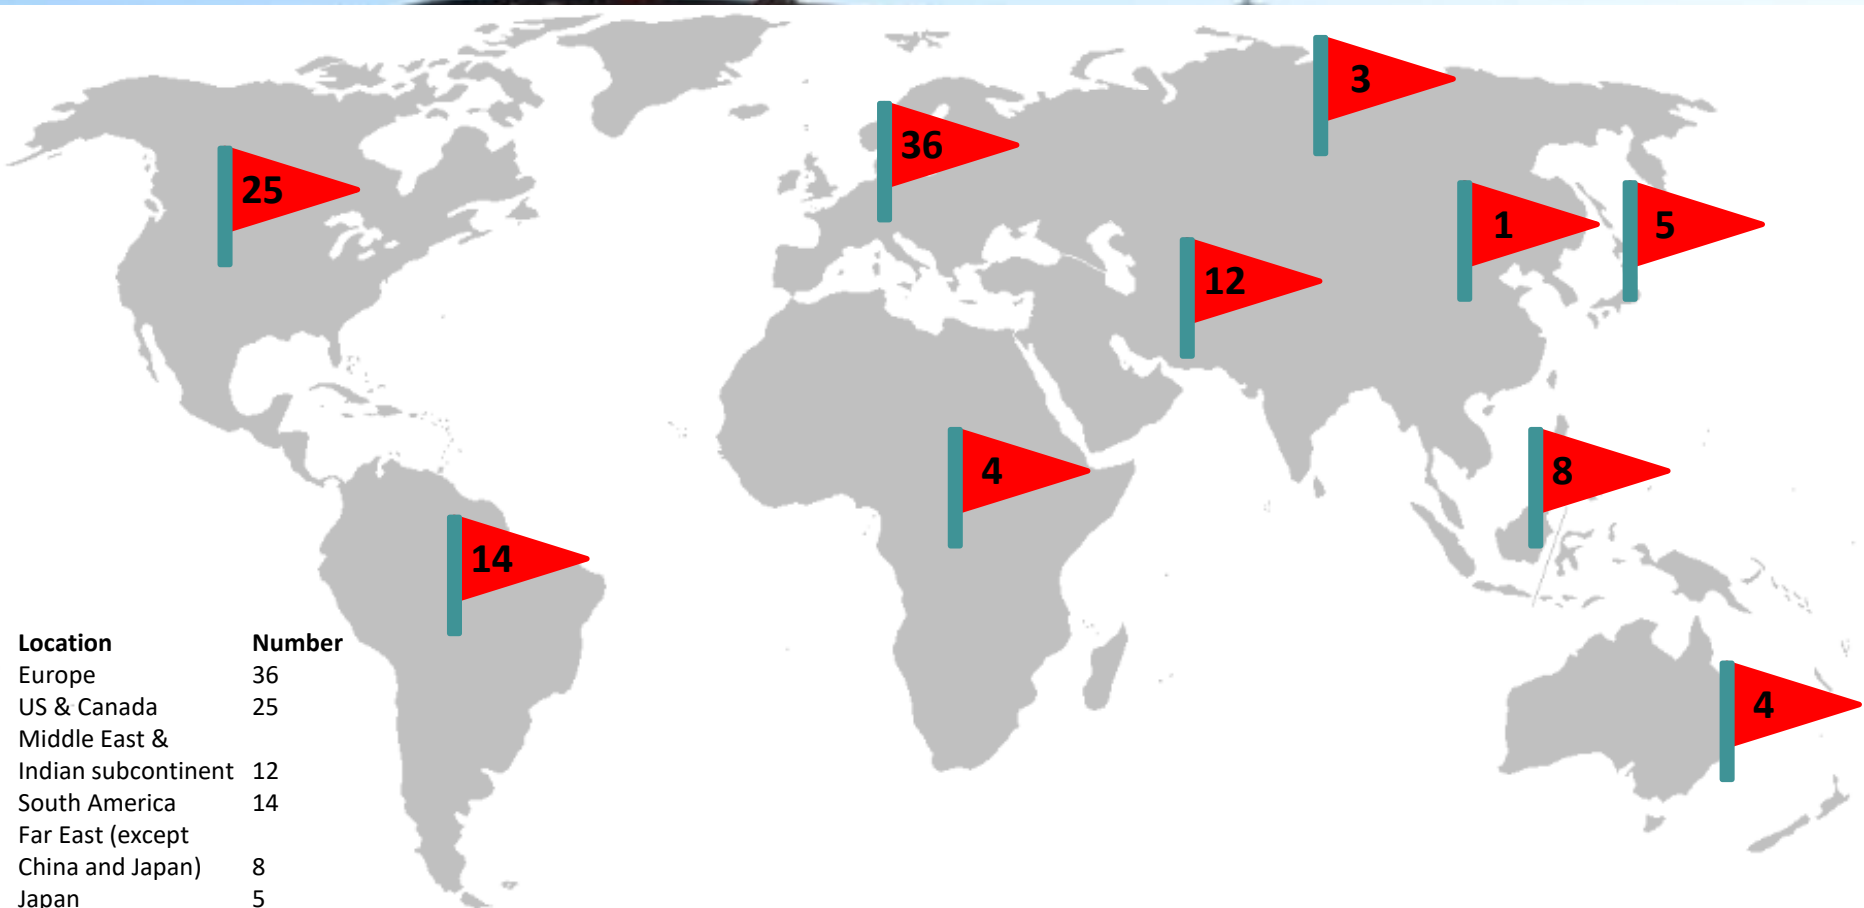 3
36
25
1
5
12
4
8
14
4
Location Number
Europe 36
US & Canada 25
Middle East &
Indian subcontinent 12
South America 14
Far East (except
China and Japan) 8
Japan 5